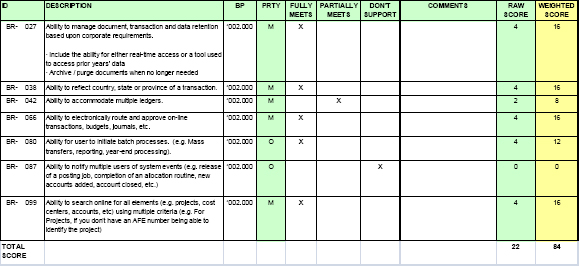 ID DESCRIPTION BP PRTY FULLY MEETS PARTIALLY MEETS DON'T SUPPORT COMMENTS RAW SCORE WEIGHTED SCORE
BR- 027 Ability to manage document, transaction and data retention '002.000 M X 4 16
based upon corporate requirements.
- Include the ability for either real-time access or a tool used
to access prior years' data
- Archive / purge documents when no longer needed
BR- 038 Ability to reflect country, state or province of a transaction. '002.000 M X 4 16
BR- 042 Ability to accommodate multiple ledgers. '002.000 M X 2 8
BR- 066 Ability to electronically route and approve on-line '002.000 M X 4 16
transactions, budgets, journals, etc.
BR- 080 Ability for user to initiate batch processes. (e.g. Mass '002.000 O X 4 12
transfers, reporting, year-end processing).
BR- 087 Ability to notify multiple users of system events (e.g. release '002.000 O X 0 0
of a posting job, completion of an allocation routine, new
accounts added, account closed, etc.)
BR- 099 Ability to search online for all elements (e.g. projects, cost '002.000 M X 4 16
centers, accounts, etc) using multiple criteria (e.g. For
Projects, if you don't have an AFE number being able to
identify the project)
TOTAL SCORE 22 84